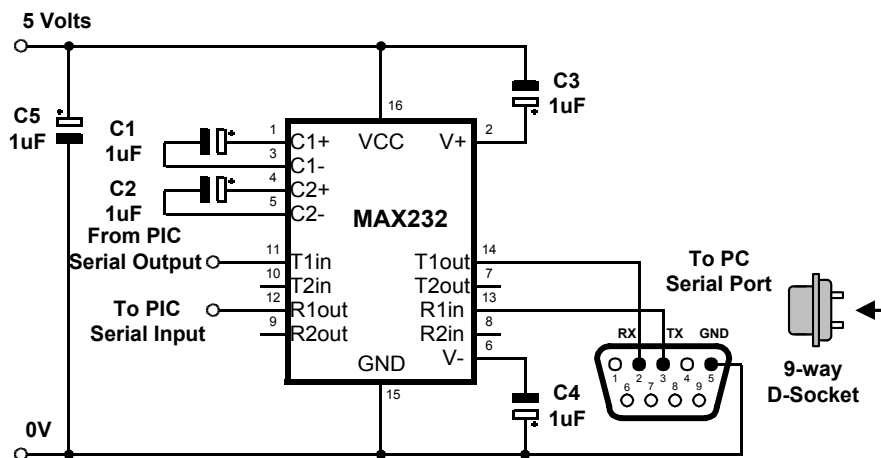 5 Volts
C5
1uF
C1
1uF
C2
1uF
C3
1uF
16
1
3
4
5
2
C1+
C1-
C2+
C2-
VCC
V+
MAX232
From PIC
Serial Output
To PIC
Serial Input
11
10
12
9
T1in
T2in
R1out
R2out
T1out
T2out
R1in
R2in
V-
14
7
13
8
6
GND
15
To PC
Serial Port
RX
TX
GND
1
2
3
4
5
6
7
8
9
9-way
D-Socket
C4
1uF
0V